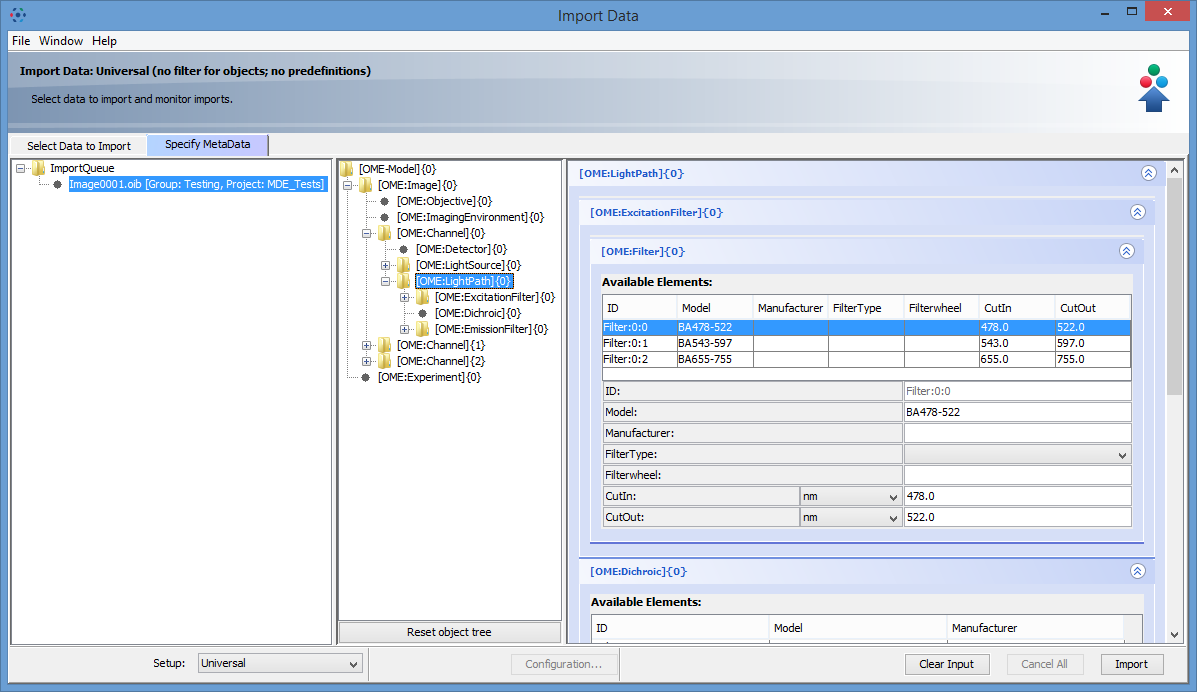 Import Data
File Window Help
Import Data: Universal (no filter for objects; no predefinitions)
Select data to import and monitor imports.
Select Data to Import Specify MetaData
ImportQueue
Image0001.oib [Group: Testing, Project: MDE_Tests]
[OME-Model]{0}
[OME:Image]{0}
[OME:Objective]{0}
[OME:ImagingEnvironment]{0}
[OME:Channel]{0}
[OME:Detector]{0}
[OME:LightSource]{0}
[OME:LightPath]{0}
[OME:ExcitationFilter]{0}
[OME:Dichroic]{0}
[OME:EmissionFilter]{0}
[OME:Channel]{1}
[OME:Channel]{2}
[OME:Experiment]{0}
Reset object tree
[OME:LightPath]{0}
[OME:ExcitationFilter]{0}
[OME:Filter]{0}
Available Elements:
ID Model Manufacturer FilterType Filterwheel CutIn CutOut
Filter:0:0 BA478-522 478.0 522.0
Filter:0:1 BA543-597 543.0 597.0
Filter:0:2 BA655-755 655.0 755.0
ID: Filter:0:0
Model: BA478-522
Manufacturer:
FilterType:
Filterwheel:
CutIn: nm 478.0
CutOut: nm 522.0
[OME:Dichroic]{0}
Available Elements:
ID Model Manufacturer
Setup: Universal Configuration... Clear Input Cancel All Import